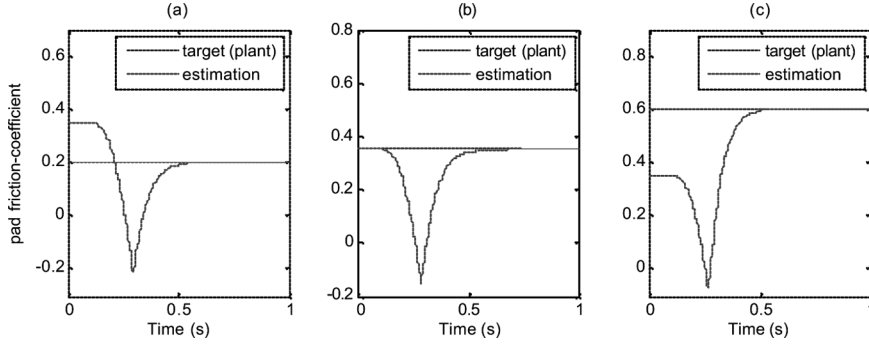 (a)
(b)
(c)
pad friction-coefficient
0.6
0.4
0.2
0
-0.2
target (plant)
estimation
0
0.5
1
Time (s)
0.8
0.6
0.4
0.2
0
-0.2
target (plant)
estimation
0
0.5
1
Time (s)
0.8
0.6
0.4
0.2
0
target (plant)
estimation
0
0.5
Time (s)